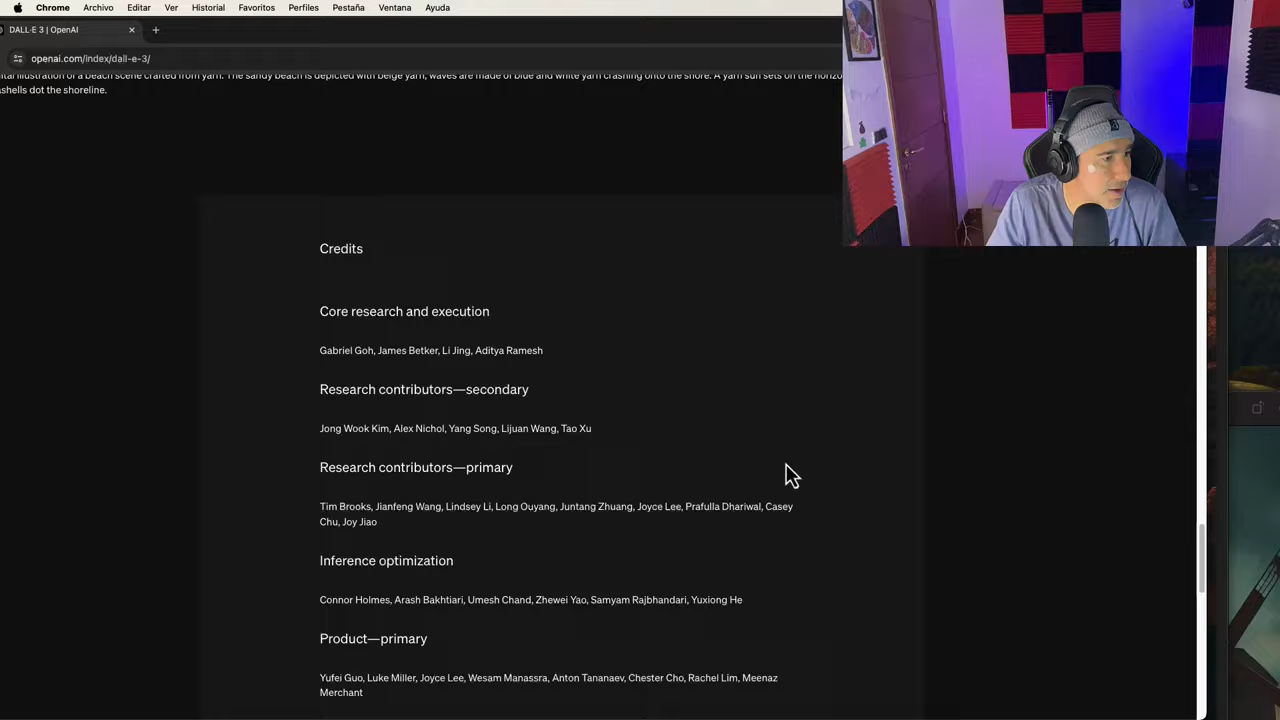 Chrome Archivo Editar Ver Historial Favoritos Perfiles Pestaña Ventana Ayuda
DALL·E 3 | OpenAI
openai.com/index/dall-e-3/
illustration of a beach scene crafted from yarn. The sandy beach is depicted with beige yarn, waves are made of blue and white yarn crashing onto the shore. A yarn sun sets on the
dot the shoreline.
Credits
Core research and execution
Gabriel Goh, James Betker, Li Jing, Aditya Ramesh
Research contributors—secondary
Jong Wook Kim, Alex Nichol, Yang Song, Lijuan Wang, Tao Xu
Research contributors—primary
Tim Brooks, Jianfeng Wang, Lindsey Li, Long Ouyang, Juntang Zhuang, Joyce Lee, Prafulla Dhariwal, Casey
Chu, Joy Jiao
Inference optimization
Connor Holmes, Arash Bakhtiari, Umesh Chand, Zhewei Yao, Samyam Rajbhandari, Yuxiong He
Product—primary
Yufei Guo, Luke Miller, Joyce Lee, Wesam Manassra, Anton Tananaev, Chester Cho, Rachel Lim, Meenaz
Merchant